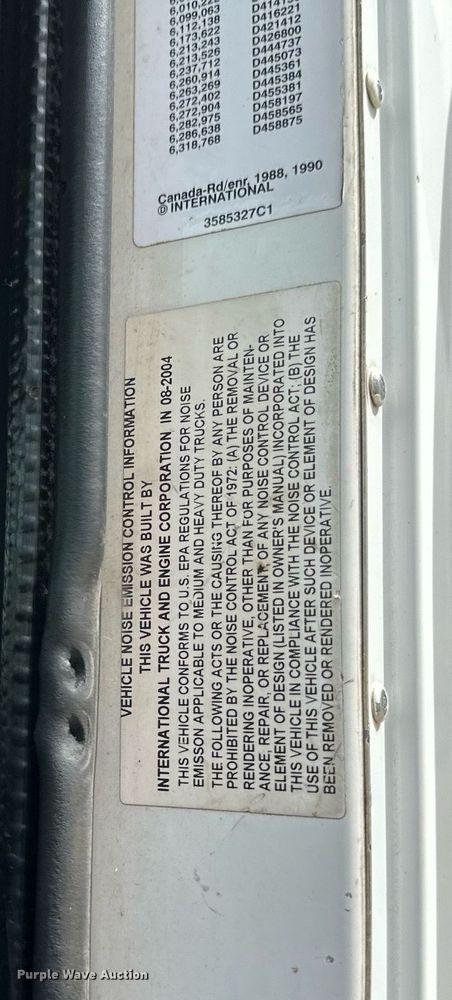 6,099,063
6,112,138
6,173,622
6,213,243
6,213,526
6,237,712
6,260,914
6,263,269
6,272,402
6,272,904
6,282,975
6,286,638
6,318,768
D416221
D421412
D426800
D444737
D445073
D445361
D445384
D455381
D458197
D458565
D458875
Canada-Rd/enr. 1988, 1990
© INTERNATIONAL
3585327C1
VEHICLE NOISE EMISSION CONTROL INFORMATION
THIS VEHICLE WAS BUILT BY
INTERNATIONAL TRUCK AND ENGINE CORPORATION IN 08-2004
THIS VEHICLE CONFORMS TO U.S. EPA REGULATIONS FOR NOISE
EMISSON APPLICABLE TO MEDIUM AND HEAVY DUTY TRUCKS.
THE FOLLOWING ACTS OR THE CAUSING THEREOF BY ANY PERSON ARE
PROHIBITED BY THE NOISE CONTROL ACT OF 1972: (A) THE REMOVAL OR
RENDERING INOPERATIVE, OTHER THAN FOR PURPOSES OF MAINTEN-
ANCE, REPAIR, OR REPLACEMENT, OF ANY NOISE CONTROL DEVICE OR
ELEMENT OF DESIGN (LISTED IN OWNER'S MANUAL) INCORPORATED INTO
THIS VEHICLE IN COMPLIANCE WITH THE NOISE CONTROL ACT; (B) THE
USE OF THIS VEHICLE AFTER SUCH DEVICE OR ELEMENT OF DESIGN HAS
BEEN REMOVED OR RENDERED INOPERATIVE.
Purple Wave Auction